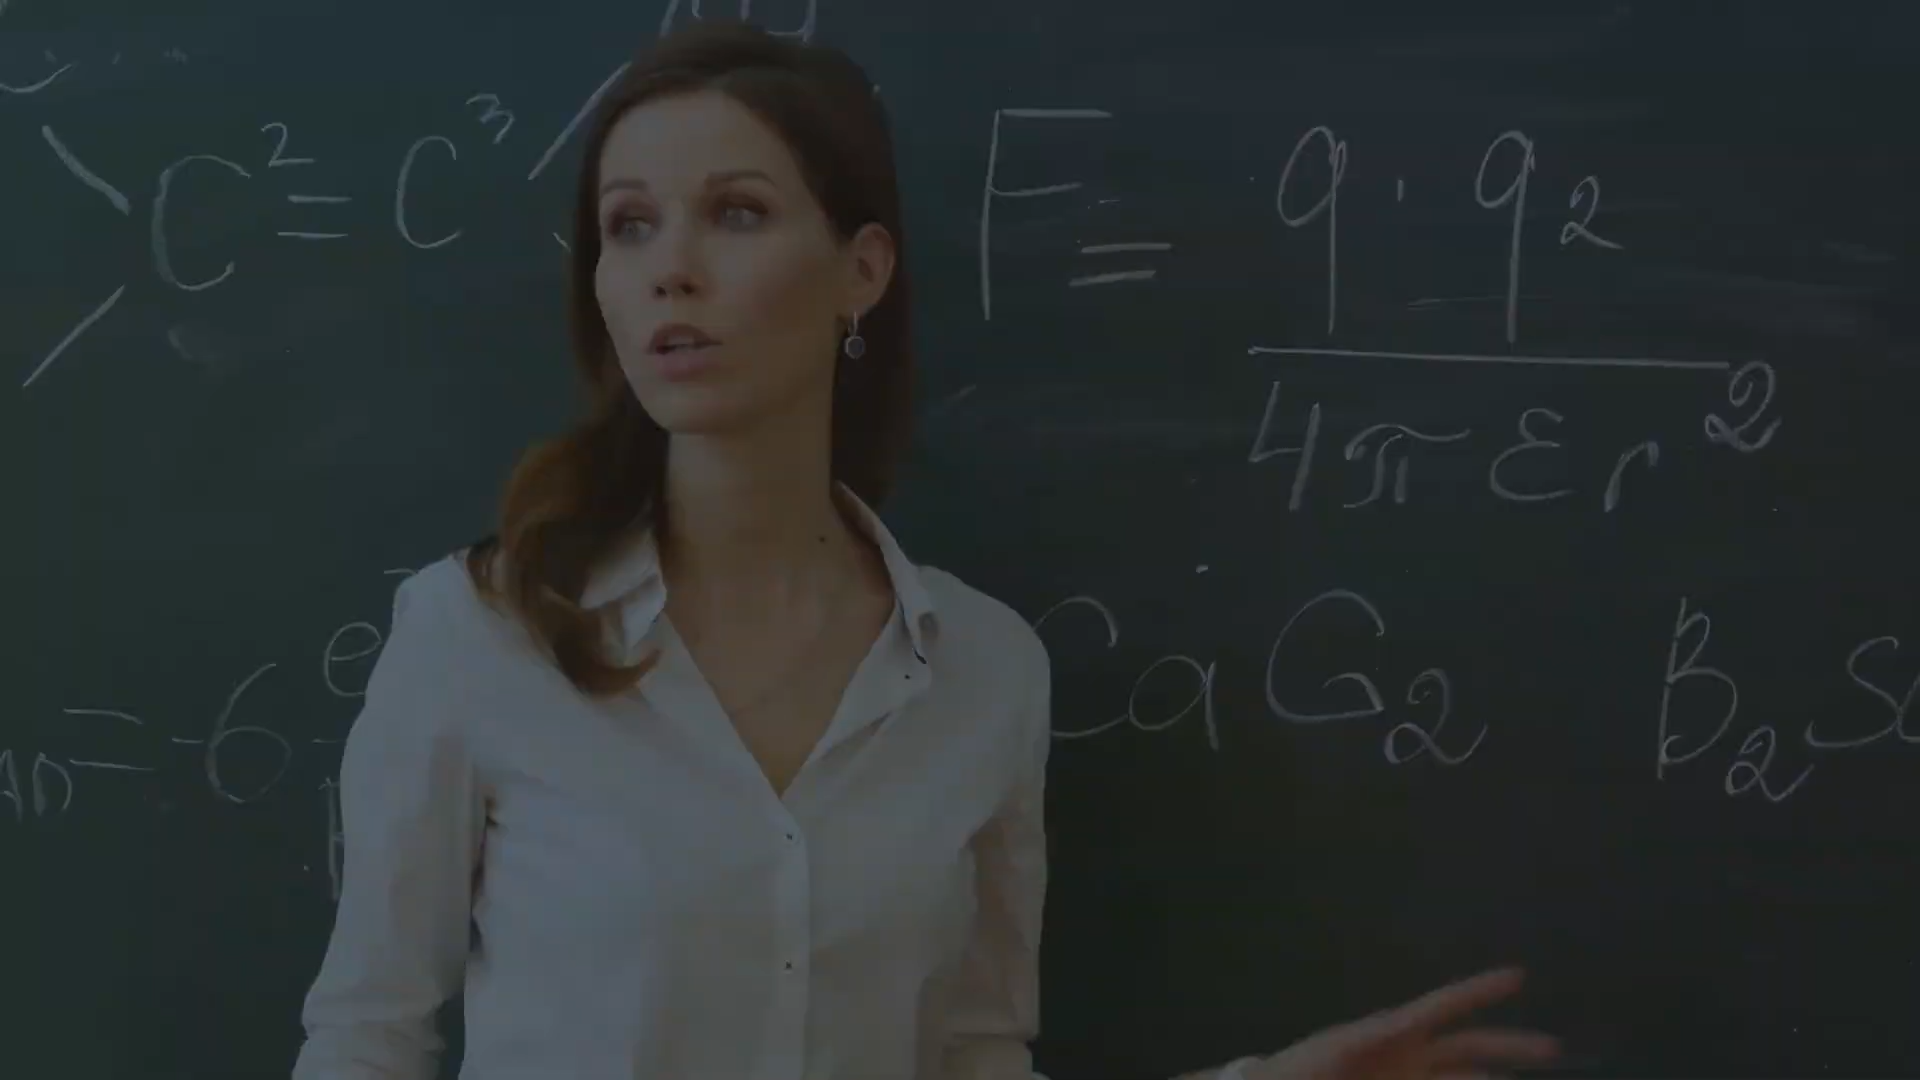 C² = C³
F = q · q₂
4πεr²
= -6
CaG₂ B₂S